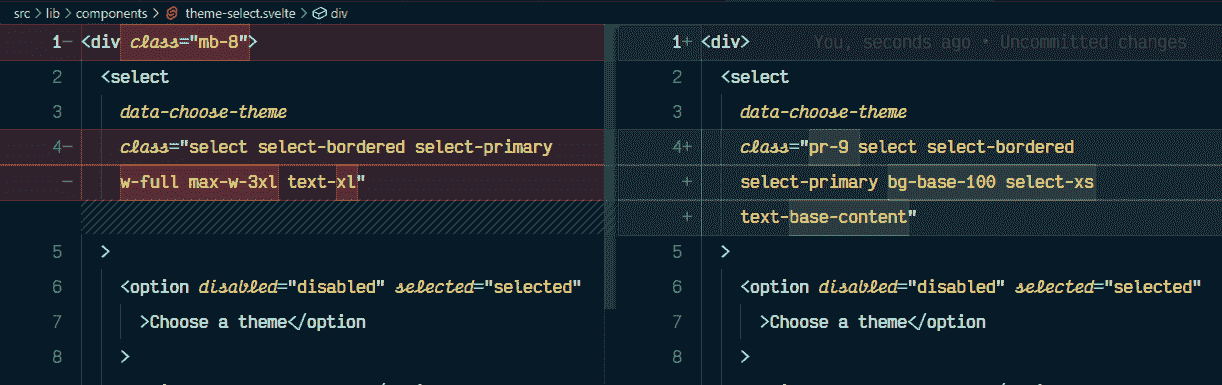 src > lib > components > theme-select.svelte > div
1- <div class="mb-8">
2 <select
3 data-choose-theme
4- class="select select-bordered select-primary
- w-full max-w-3xl text-xl"
5 >
6 <option disabled="disabled" selected="selected"
7 >Choose a theme</option
8 >
1+ <div> You, seconds ago • Uncommitted changes
2 <select
3 data-choose-theme
4+ class="pr-9 select select-bordered
+ select-primary bg-base-100 select-xs
+ text-base-content"
5 >
6 <option disabled="disabled" selected="selected"
7 >Choose a theme</option
8 >